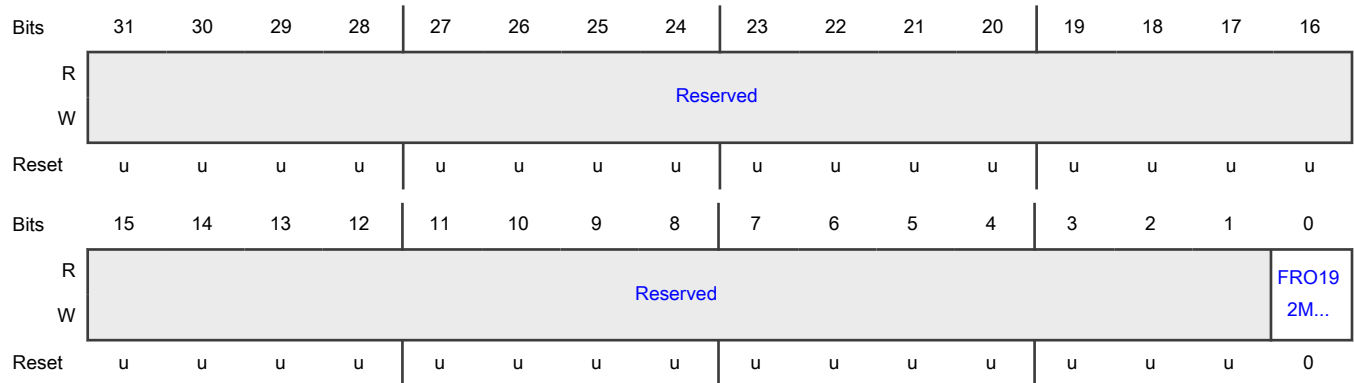 Bits 31 30 29 28 27 26 25 24 23 22 21 20 19 18 17 16
R
Reserved
W
Reset u u u u u u u u u u u u u u u u
Bits 15 14 13 12 11 10 9 8 7 6 5 4 3 2 1 0
R
Reserved
FRO19
2M...
W
Reset u u u u u u u u u u u u u u u 0